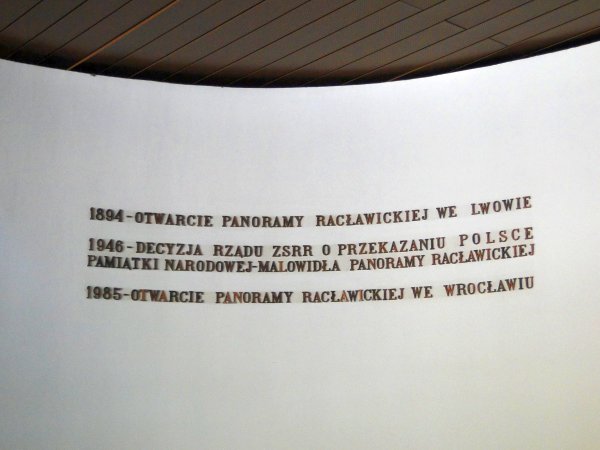 1894-OTWARCIE PANORAMY RACŁAWICKIEJ WE LWOWIE
1946-DECYZJA RZĄDU ZSRR O PRZEKAZANIU POLSCE
PAMIĄTKI NARODOWEJ-MALOWIDŁA PANORAMY RACŁAWICKIEJ
1985-OTWARCIE PANORAMY RACŁAWICKIEJ WE WROCŁAWIU